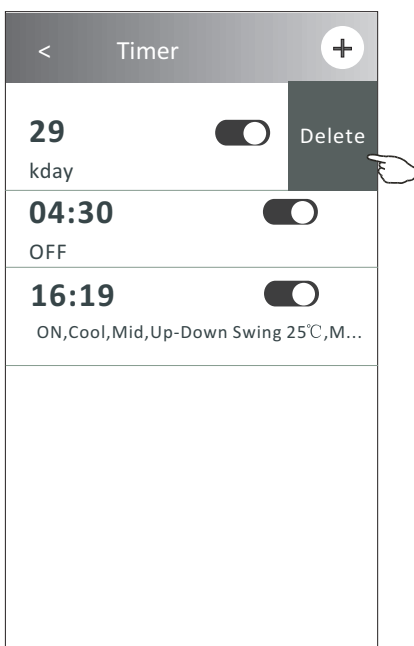 < Timer +
29 Delete
kday
04:30
OFF
16:19
ON,Cool,Mid,Up-Down Swing 25℃,M...